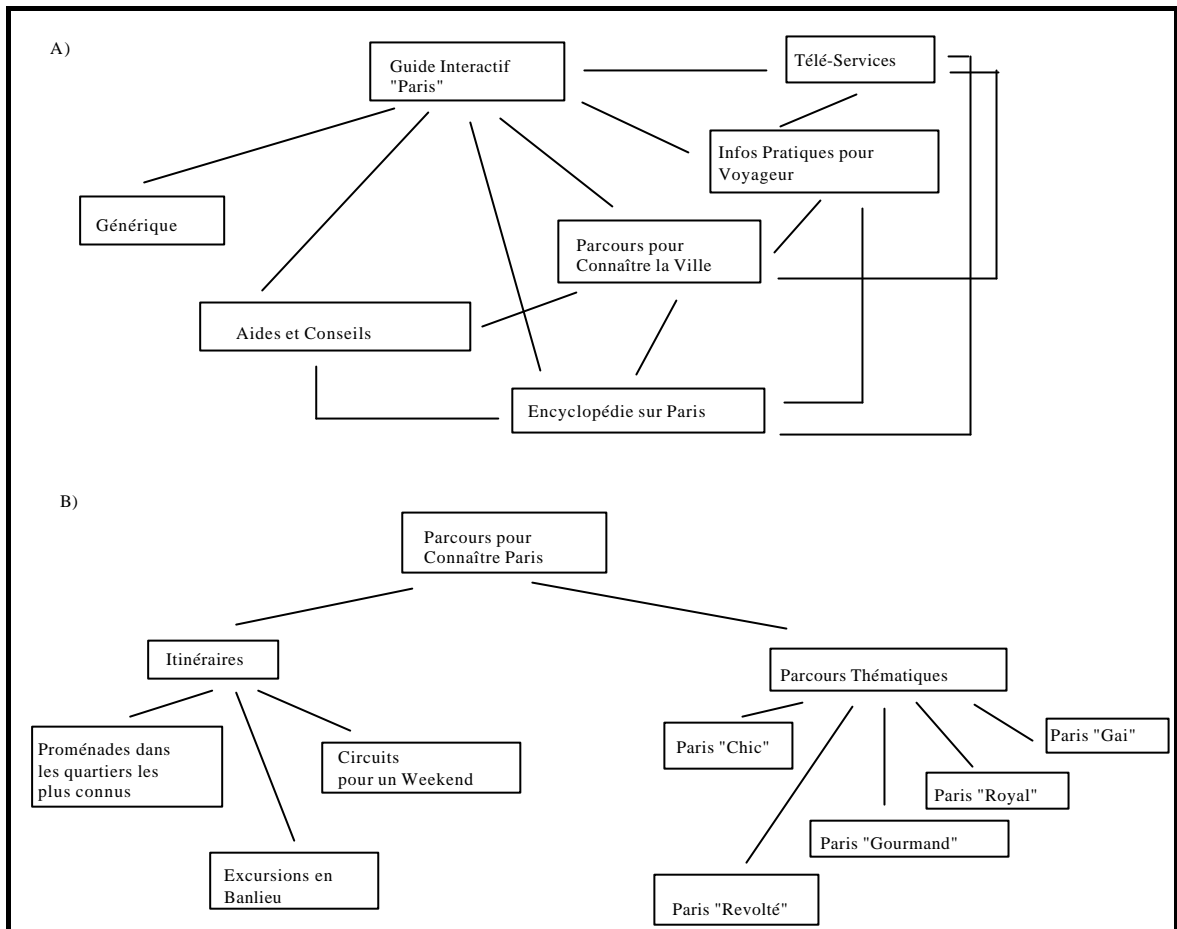 A)
Guide Interactif
"Paris"
Télé-Services
Infos Pratiques pour
Voyageur
Générique
Parcours pour
Connaître la Ville
Aides et Conseils
Encyclopédie sur Paris
B)
Parcours pour
Connaître Paris
Itinéraires
Parcours Thématiques
Proménades dans
les quartiers les
plus connus
Circuits
pour un Weekend
Excursions en
Banlieu
Paris "Chic"
Paris "Gai"
Paris "Royal"
Paris "Gourmand"
Paris "Revolté"